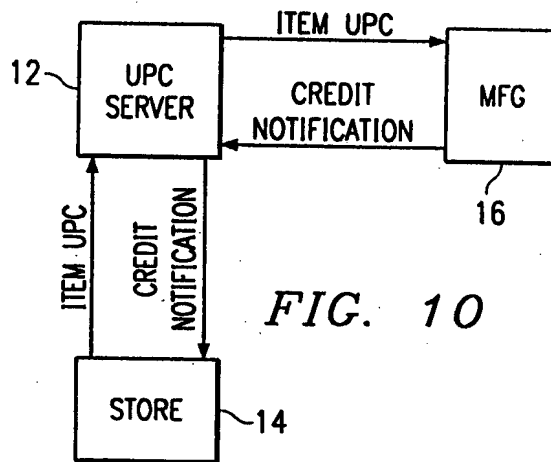 ITEM UPC
12
UPC
SERVER
MFG
CREDIT
NOTIFICATION
16
ITEM UPC
CREDIT
NOTIFICATION
FIG. 10
STORE
14